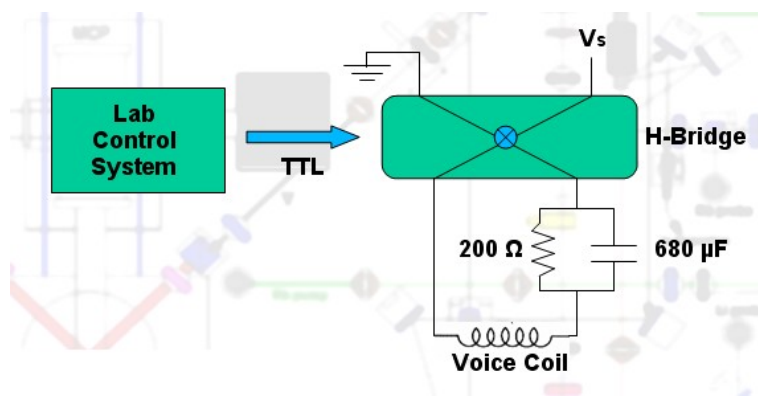 Vs
Lab
Control
System
TTL
H-Bridge
200 Ω
680 µF
Voice Coil